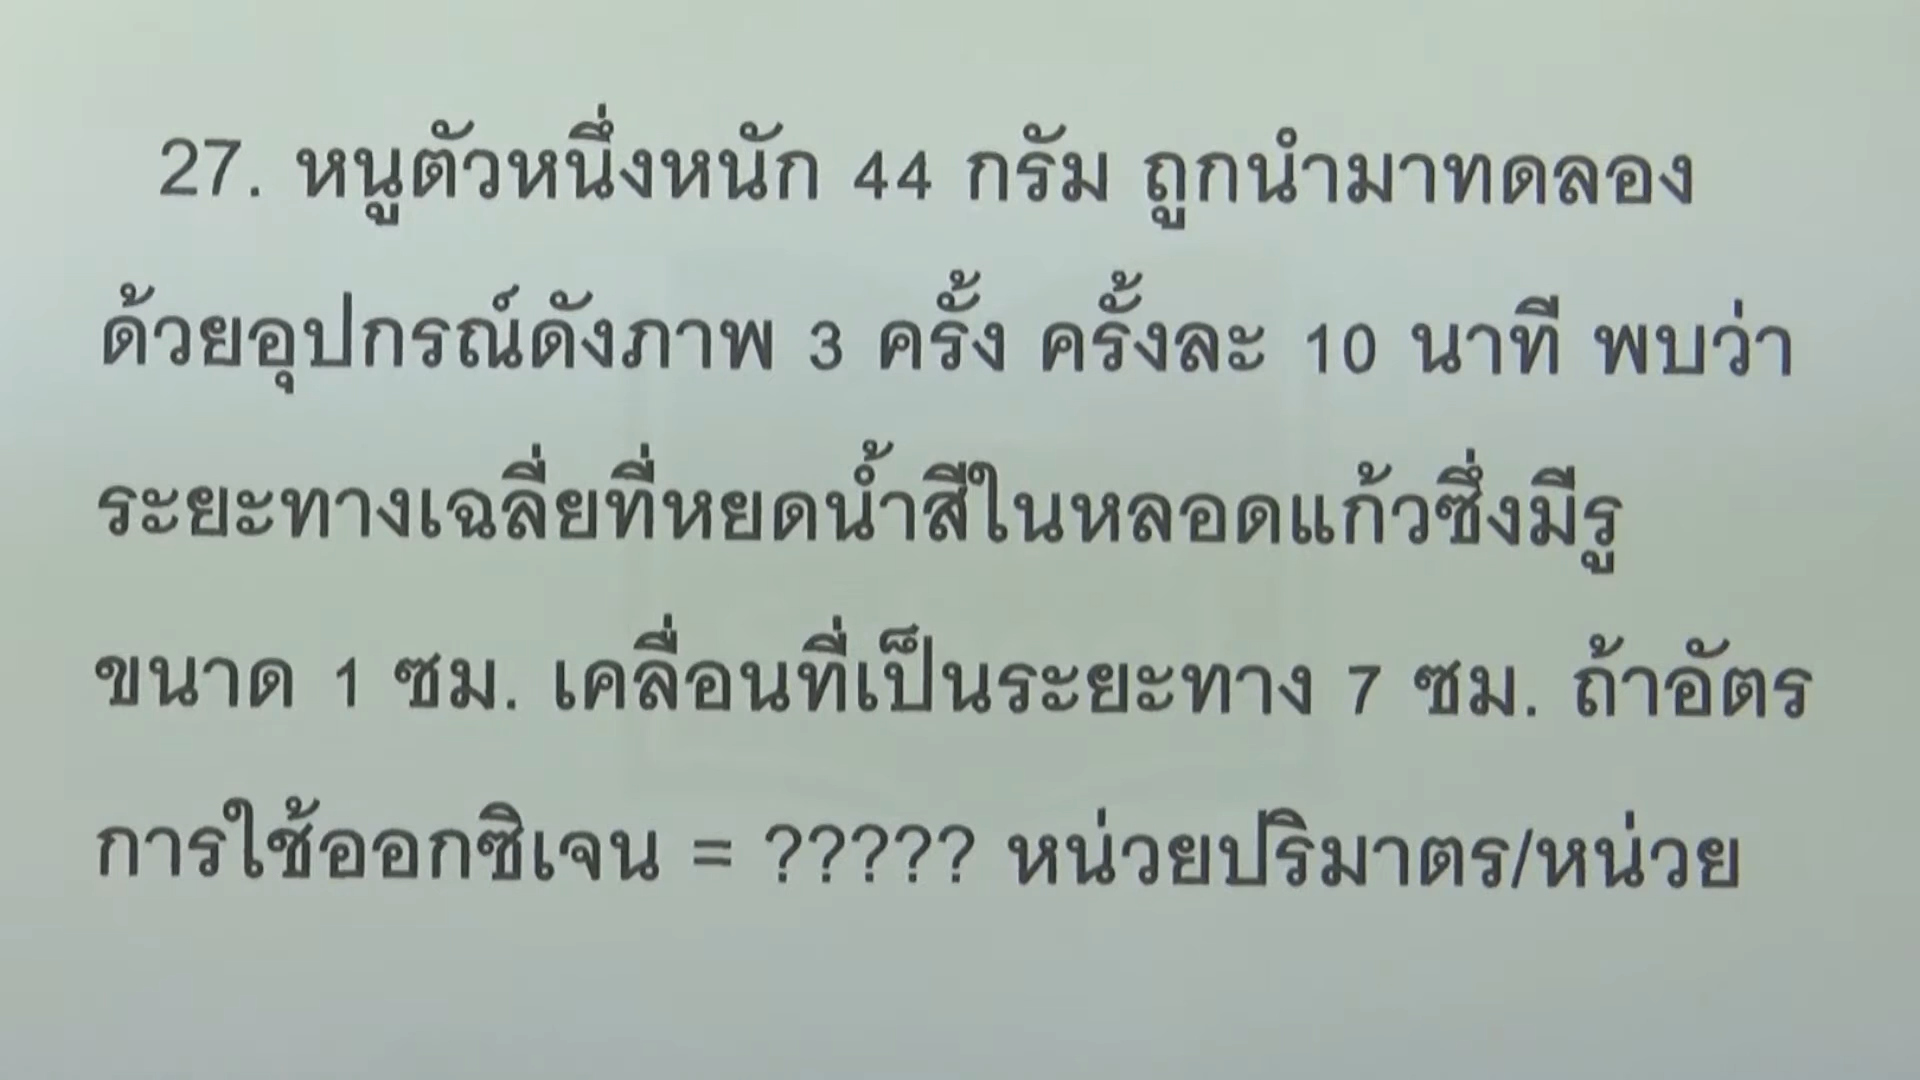 27. หนูตัวหนึ่งหนัก 44 กรัม ถูกนำมาทดลอง
ด้วยอุปกรณ์ดังภาพ 3 ครั้ง ครั้งละ 10 นาที พบว่า
ระยะทางเฉลี่ยที่หยดน้ำสีในหลอดแก้วซึ่งมีรู
ขนาด 1 ซม. เคลื่อนที่เป็นระยะทาง 7 ซม. ถ้าอัตร
การใช้ออกซิเจน = ????? หน่วยปริมาตร/หน่วย